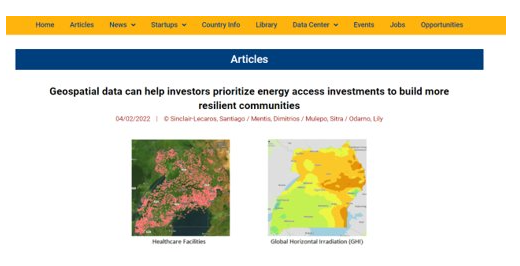 Home Articles News Startups Country Info Library Data Center Events Jobs Opportunities
Articles
Geospatial data can help investors prioritize energy access investments to build more
resilient communities
04/02/2022 | © Sinclair-Lecaros, Santiago / Mentis, Dimitrios / Mulepo, Sitra / Odarno, Lily
Healthcare Facilities Global Horizontal Irradiation (GHI)